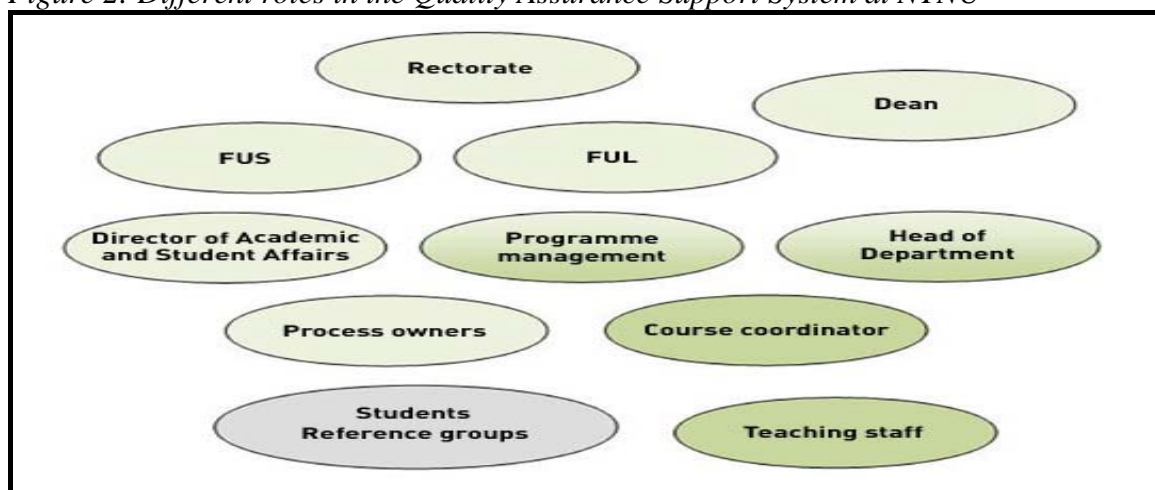 Figure 2: Different roles in the Quality Assurance Support System at NTNU
Rectorate
Dean
FUS
FUL
Director of Academic
and Student Affairs
Programme
management
Head of
Department
Process owners
Course coordinator
Students
Reference groups
Teaching staff